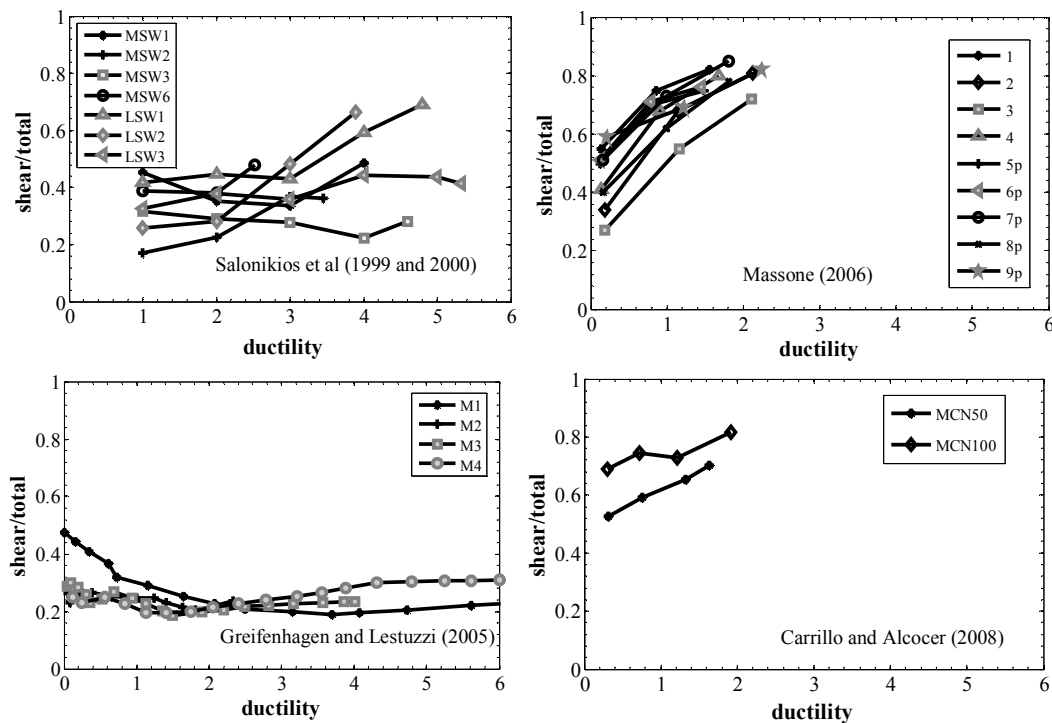 shear/total
1
0.8
0.6
0.4
0.2
0
MSW1
MSW2
MSW3
MSW6
LSW1
LSW2
LSW3
Salonikios et al (1999 and 2000)
0 1 2 3 4 5 6
ductility
shear/total
1
0.8
0.6
0.4
0.2
0
1
2
3
4
5p
6p
7p
8p
9p
Massone (2006)
0 1 2 3 4 5 6
ductility
shear/total
1
0.8
0.6
0.4
0.2
0
M1
M2
M3
M4
Greifenhagen and Lestuzzi (2005)
0 1 2 3 4 5 6
ductility
shear/total
1
0.8
0.6
0.4
0.2
0
MCN50
MCN100
Carrillo and Alcocer (2008)
0 1 2 3 4 5 6
ductility